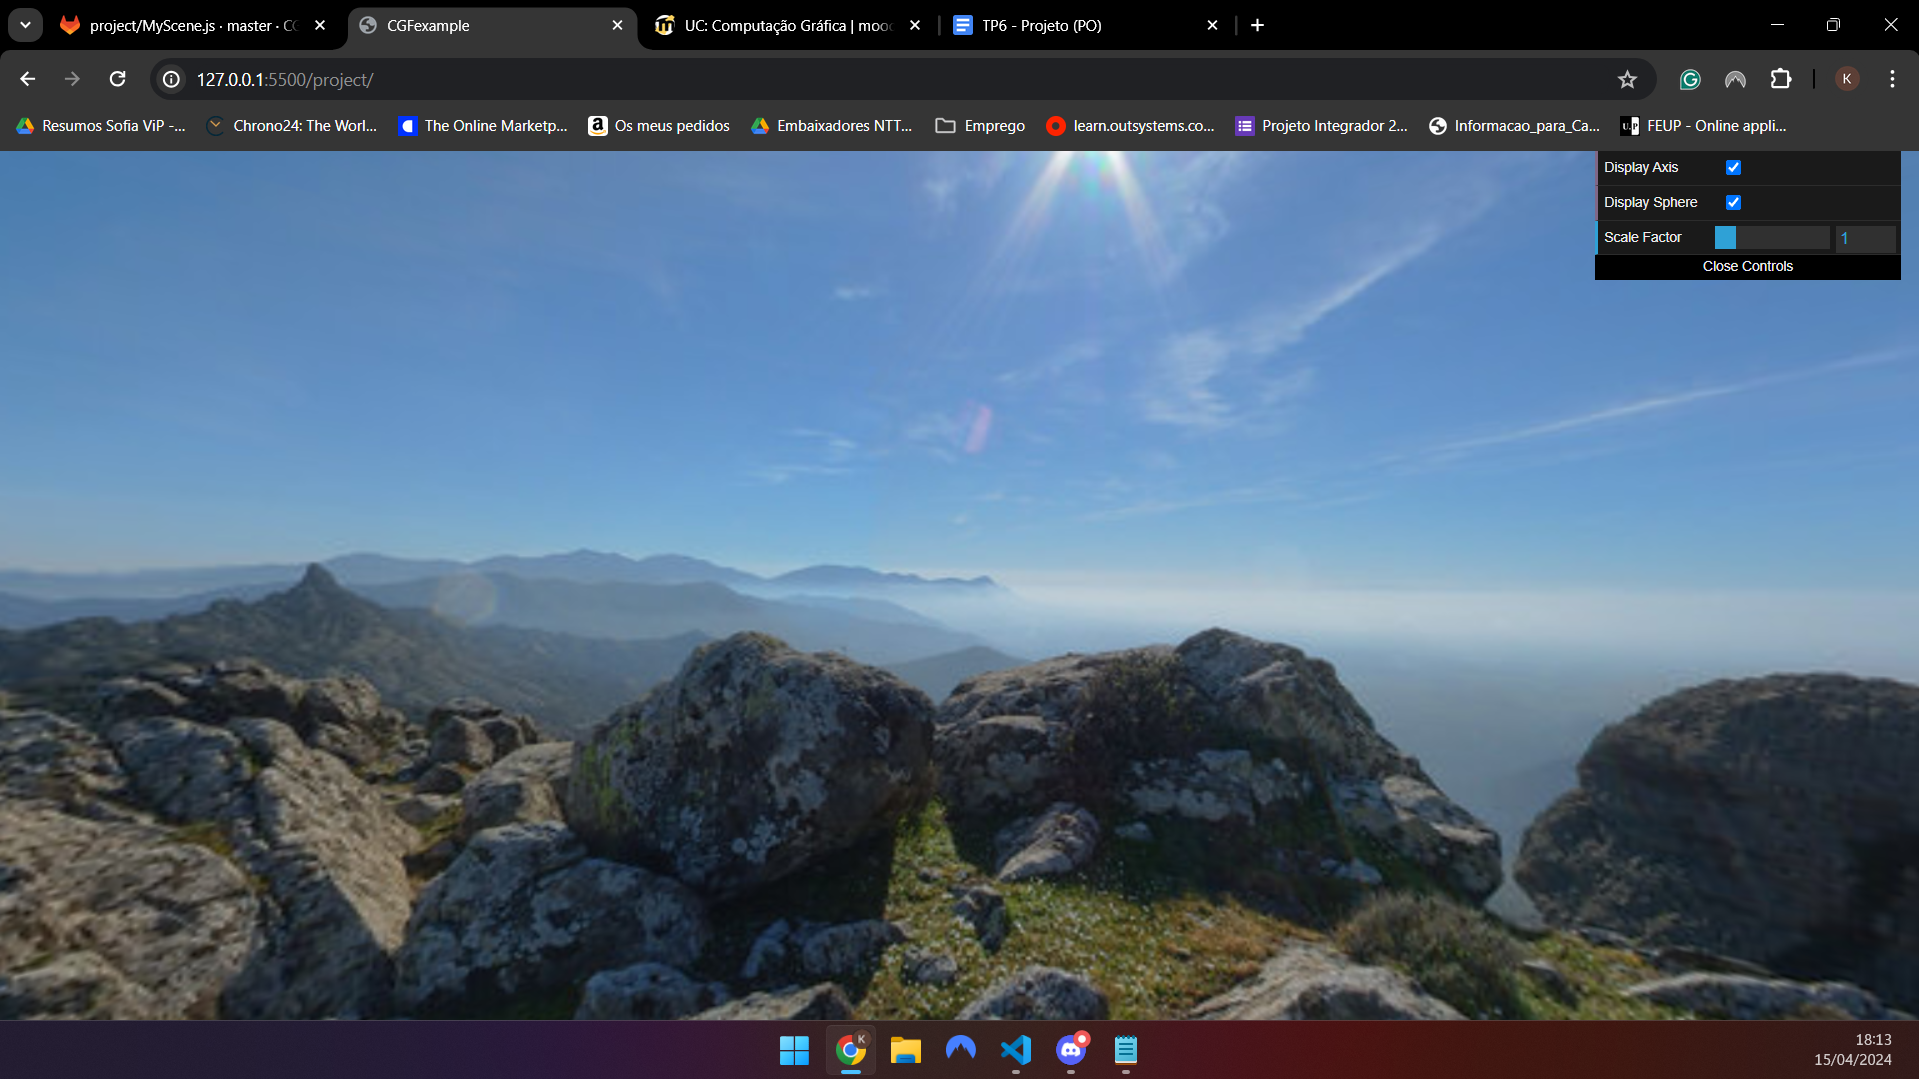 project/MyScene.js · master · CC
CGFexample
UC: Computação Gráfica | mood
TP6 - Projeto (PO)
127.0.0.1:5500/project/
K
Resumos Sofia ViP -...
Chrono24: The Worl...
The Online Marketp...
Os meus pedidos
Embaixadores NTT...
Emprego
learn.outsystems.co...
Projeto Integrador 2...
Informacao_para_Ca...
U.P
FEUP - Online appli...
Display Axis
Display Sphere
Scale Factor
1
Close Controls
K
18:13
15/04/2024